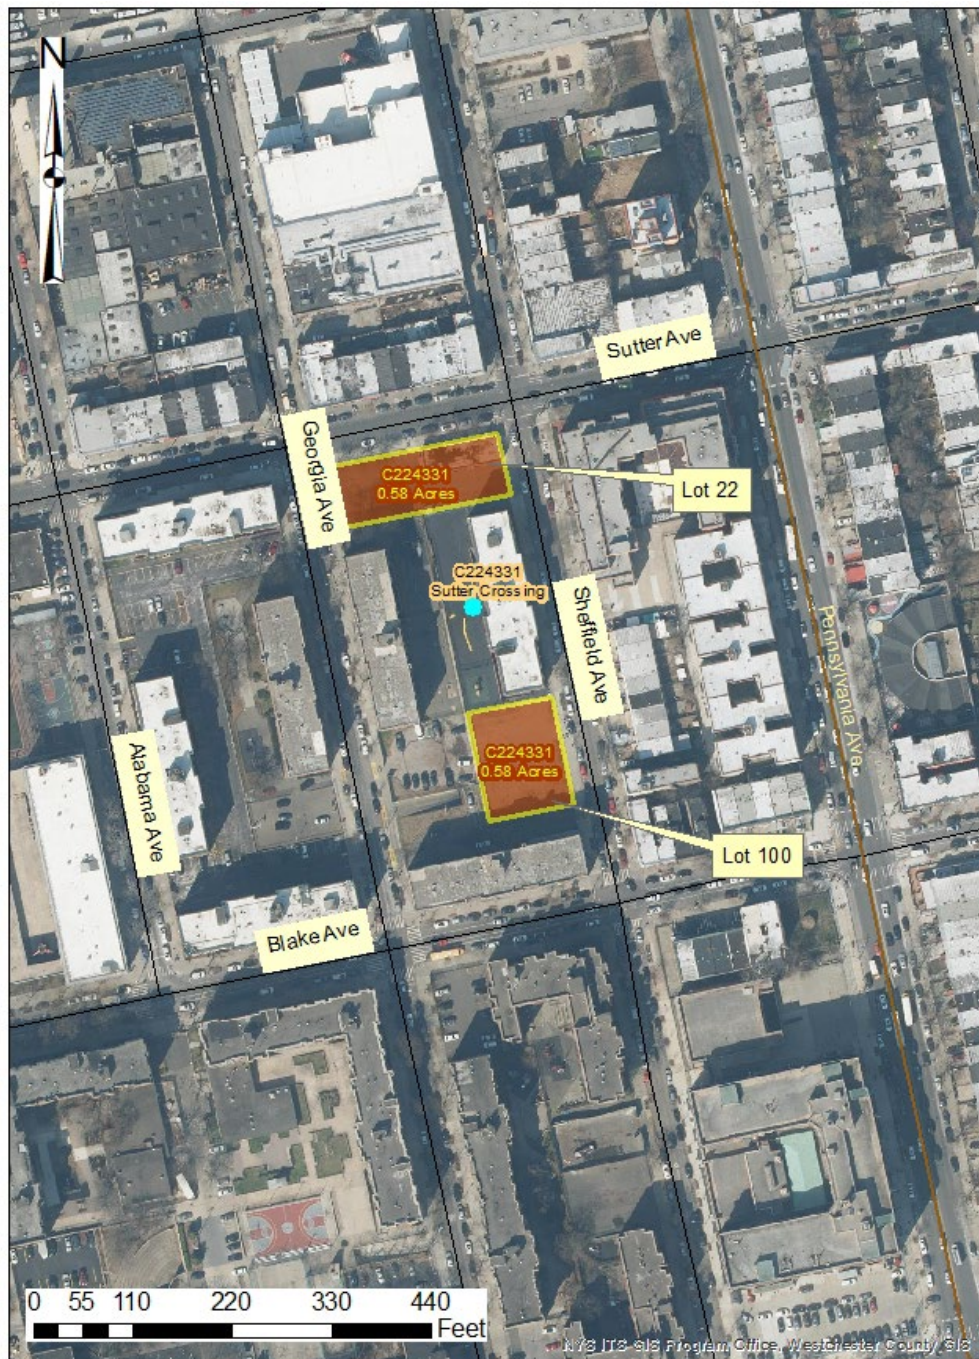 N
Sutter Ave
Georgia Ave
C224331
0.58 Acres
Lot 22
C224331
Sutter Crossing
Sheffield Ave
Pennsylvania Ave
C224331
0.58 Acres
Alabama Ave
Lot 100
Blake Ave
0 55 110 220 330 440
Feet
NYS ITS GIS Program Office, Westchester County GIS